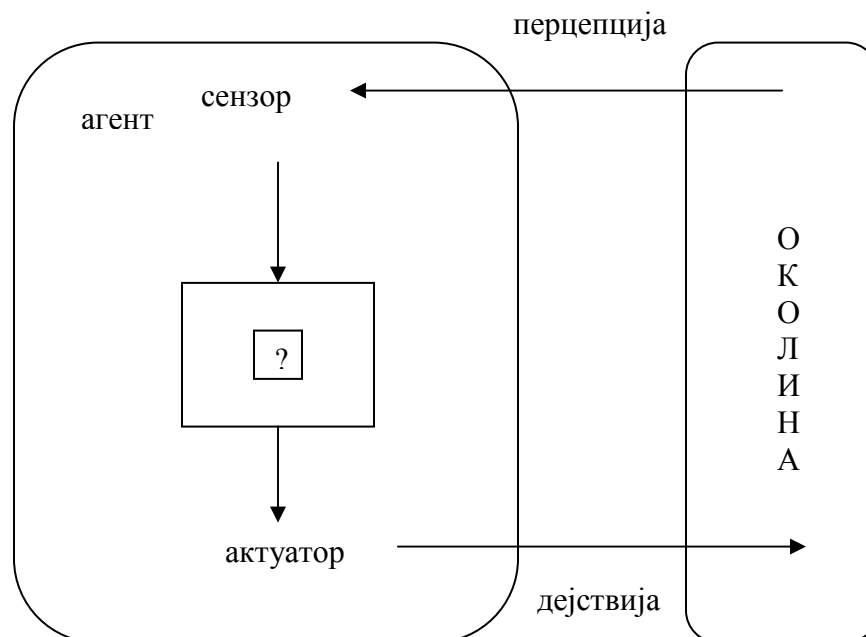 перцепција
сензор
агент
О
К
О
Л
И
Н
А
?
актуатор
дејствија